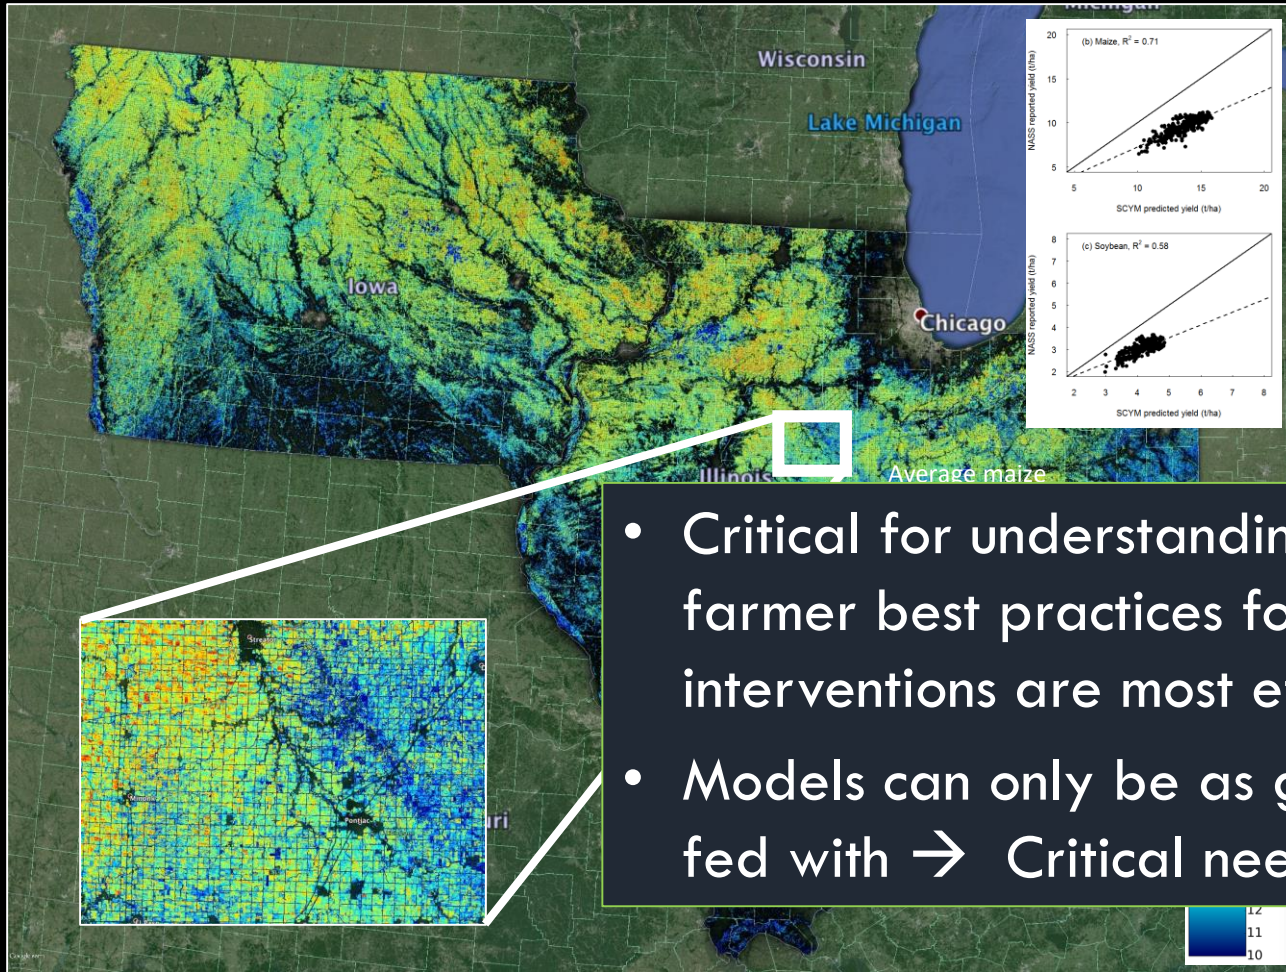 Michigan
Wisconsin
Lake Michigan
Iowa
Chicago
Illinois
Average maize
20
(b) Maize, R² = 0.71
15
10
5
NASS reported yield (t/ha)
5 10 15 20
SCYM predicted yield (t/ha)
8
(c) Soybean, R² = 0.58
7
6
5
4
3
2
NASS reported yield (t/ha)
2 3 4 5 6 7 8
SCYM predicted yield (t/ha)
• Critical for understandin
farmer best practices fo
interventions are most e
• Models can only be as g
fed with → Critical nee
Streator
Minonk
Pontiac
uri
12
11
10